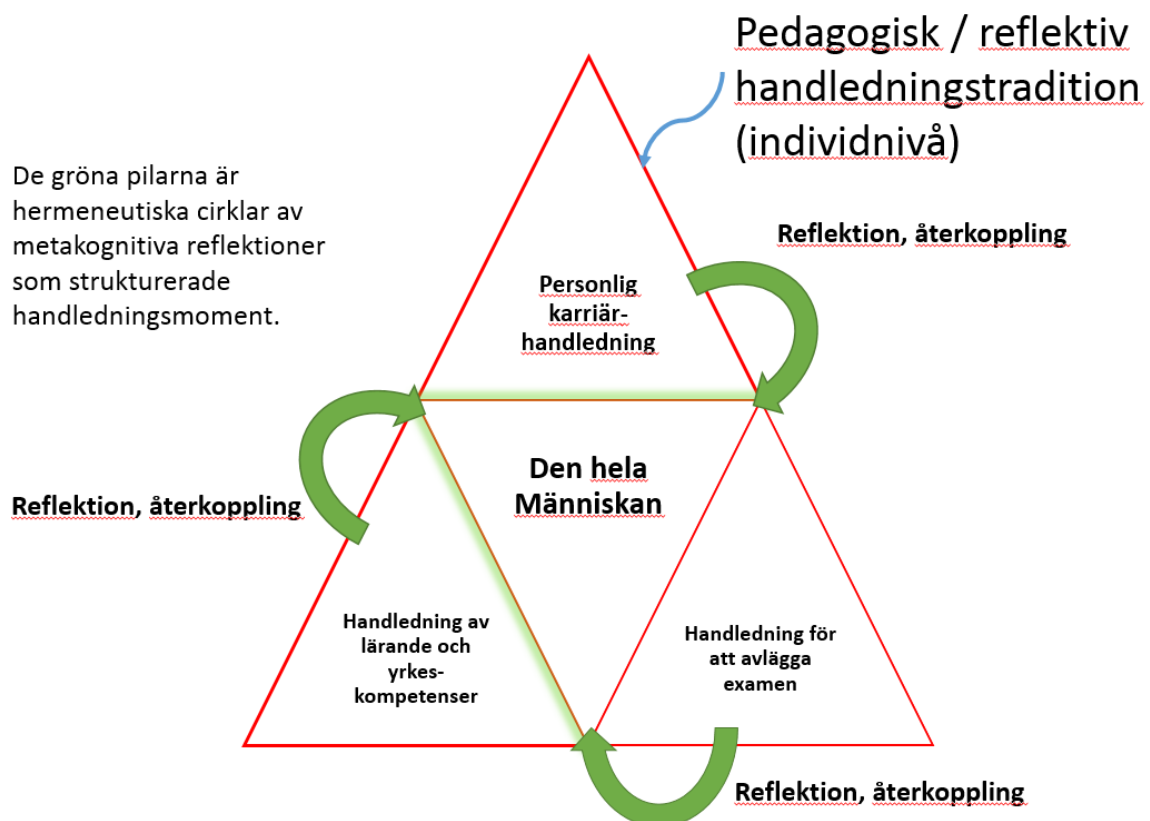 Pedagogisk / reflektiv
handledningstradition
(individnivå)
De gröna pilarna är
hermeneutiska cirklar av
metakognitiva reflektioner
som strukturerade
handledningsmoment.
Reflektion, återkoppling
Personlig
karriär-
handledning
Den hela
Människan
Reflektion, återkoppling
Handledning av
lärande och
yrkes-
kompetenser
Handledning för
att avlägga
examen
Reflektion, återkoppling